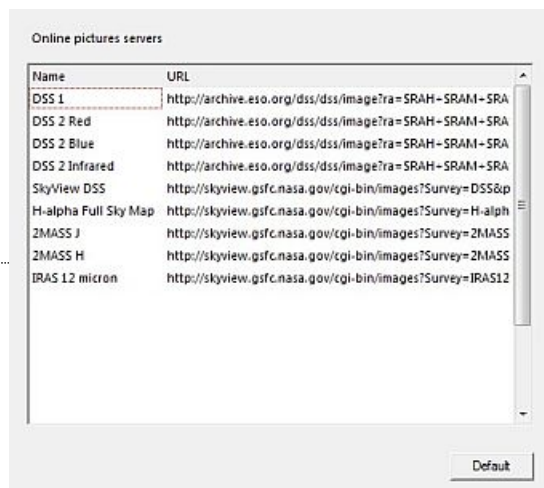 Online pictures servers
Name URL
DSS 1 http://archive.eso.org/dss/dss/image?ra=SRAH+SRAM+SRA
DSS 2 Red http://archive.eso.org/dss/dss/image?ra=SRAH+SRAM+SRA
DSS 2 Blue http://archive.eso.org/dss/dss/image?ra=SRAH+SRAM+SRA
DSS 2 Infrared http://archive.eso.org/dss/dss/image?ra=SRAH+SRAM+SRA
SkyView DSS http://skyview.gsfc.nasa.gov/cgi-bin/images?Survey=DSS&p
H-alpha Full Sky Map http://skyview.gsfc.nasa.gov/cgi-bin/images?Survey=H-alph
2MASS J http://skyview.gsfc.nasa.gov/cgi-bin/images?Survey=2MASS
2MASS H http://skyview.gsfc.nasa.gov/cgi-bin/images?Survey=2MASS
IRAS 12 micron http://skyview.gsfc.nasa.gov/cgi-bin/images?Survey=IRAS12
Default